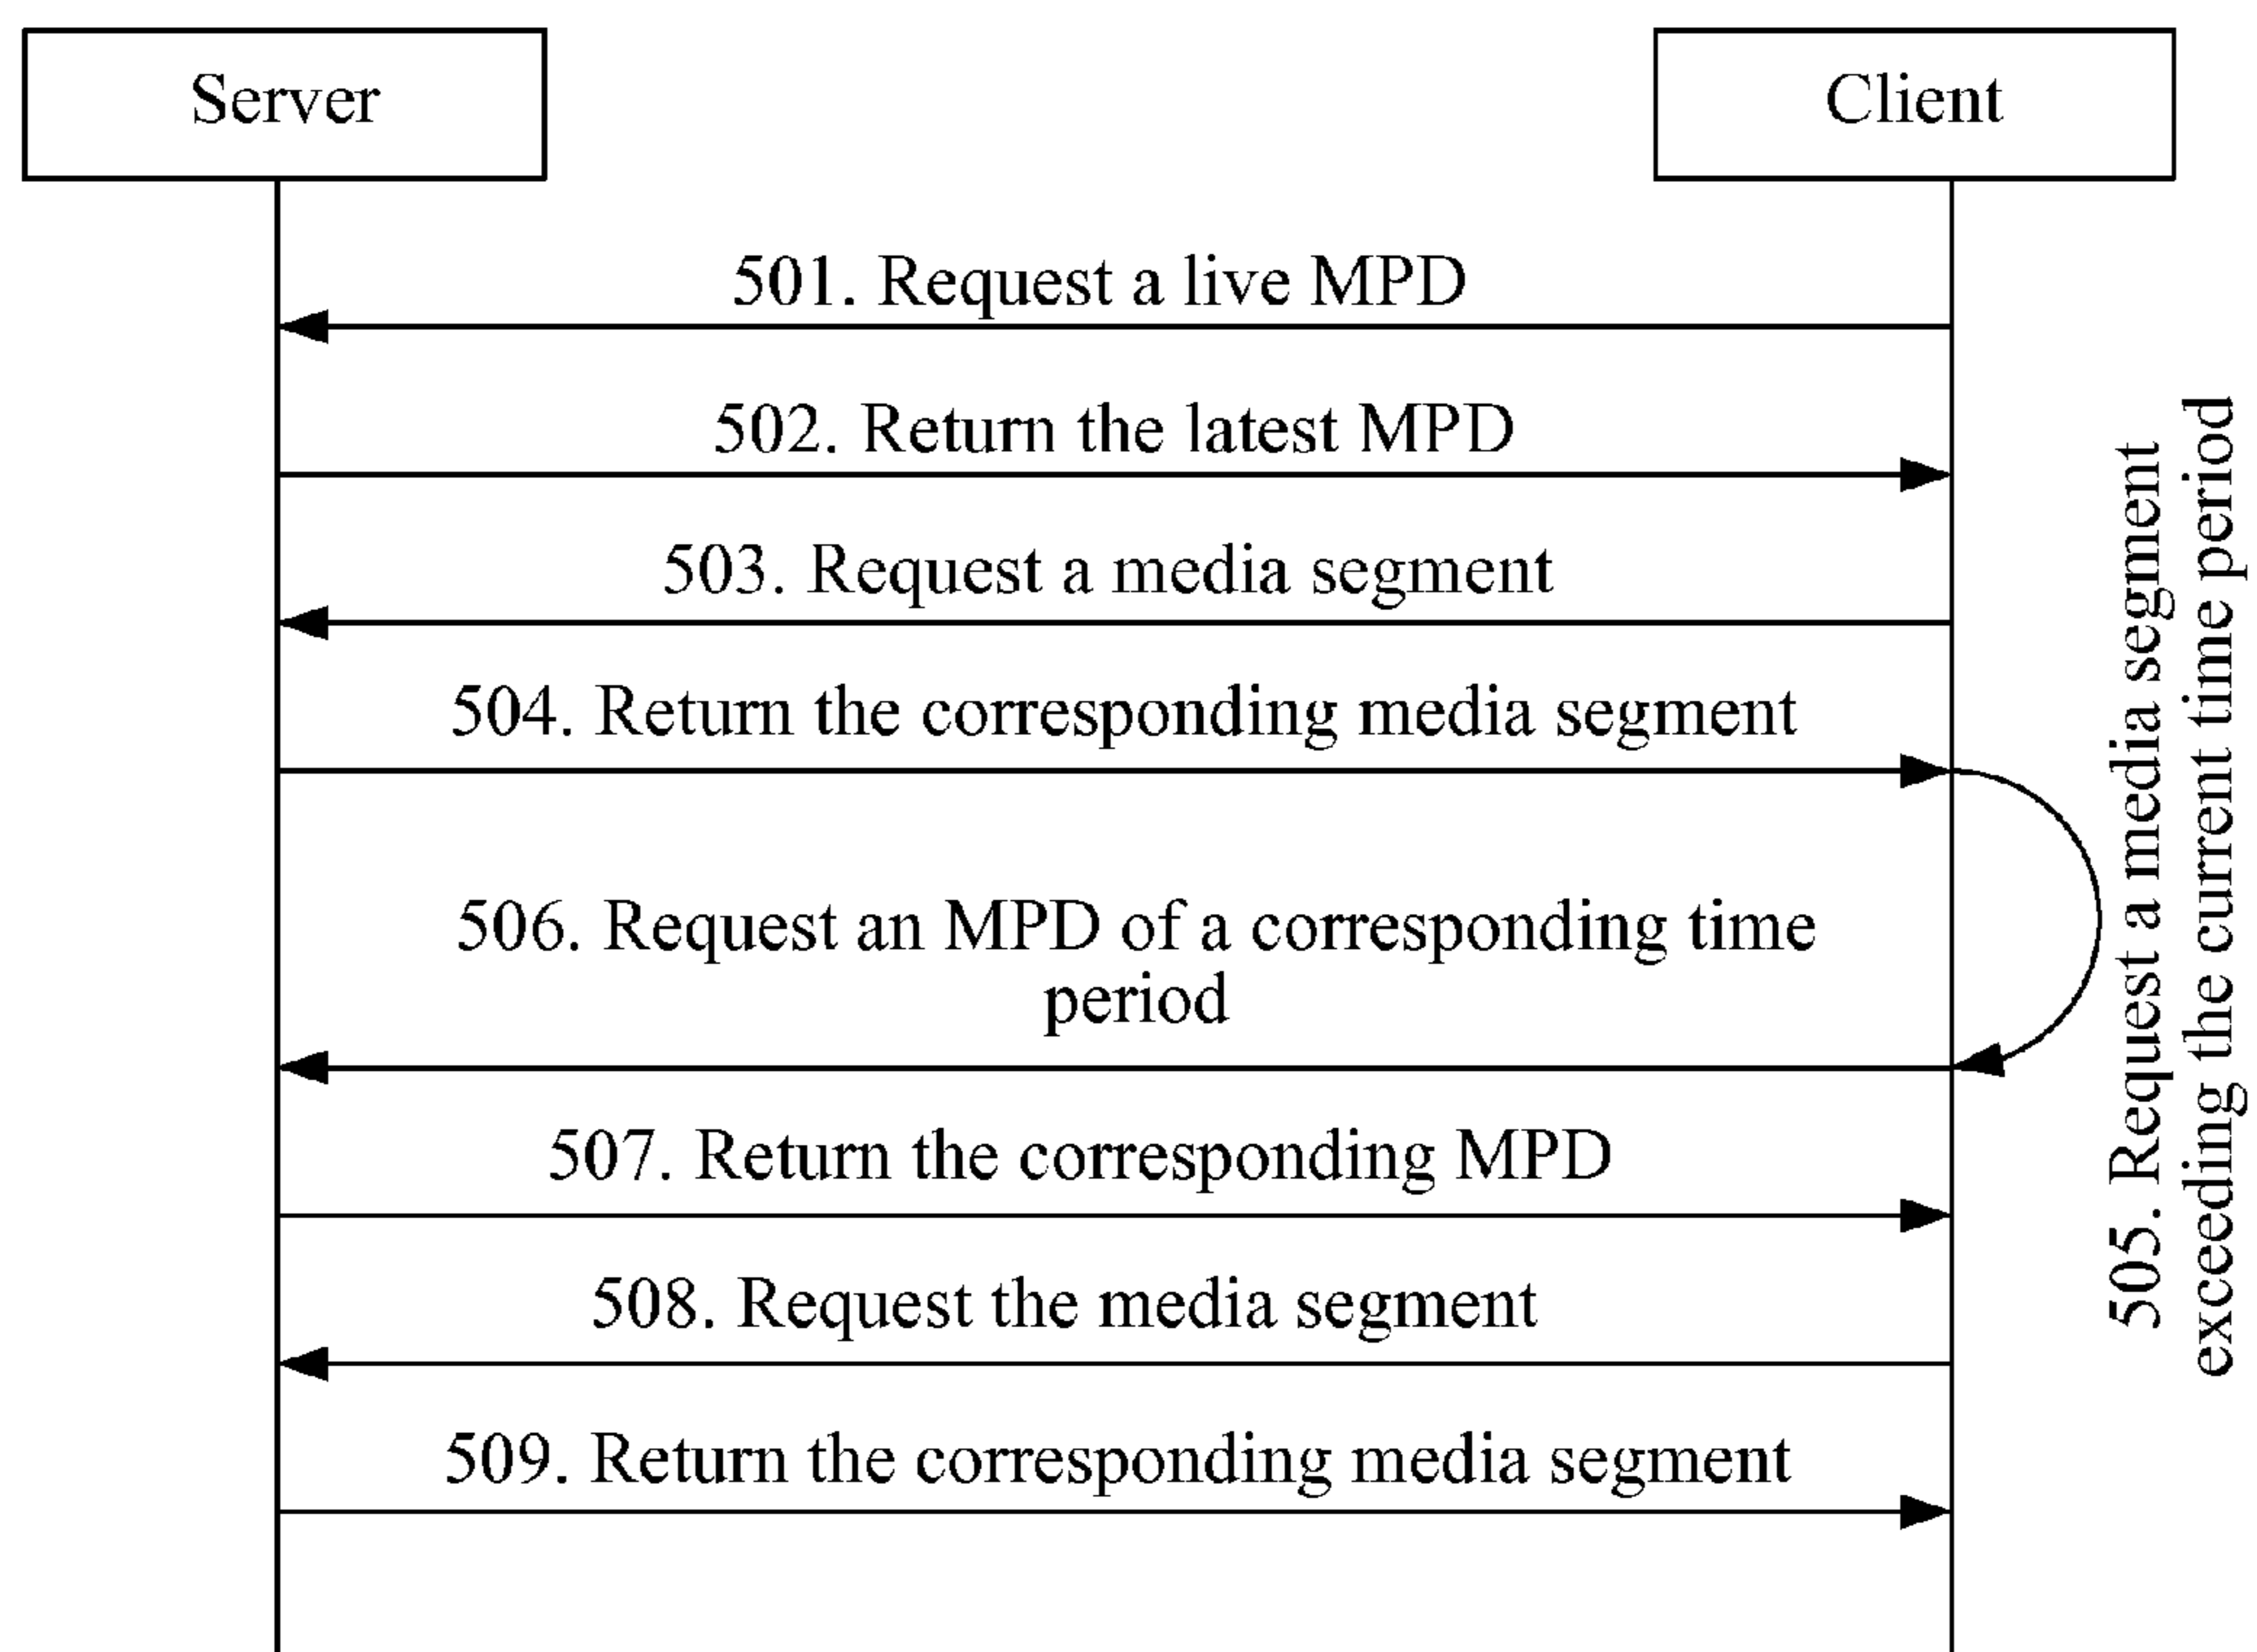 Server
Client
501. Request a live MPD
502. Return the latest MPD
503. Request a media segment
504. Return the corresponding media segment
505. Request a media segment
exceeding the current time period
506. Request an MPD of a corresponding time
period
507. Return the corresponding MPD
508. Request the media segment
509. Return the corresponding media segment